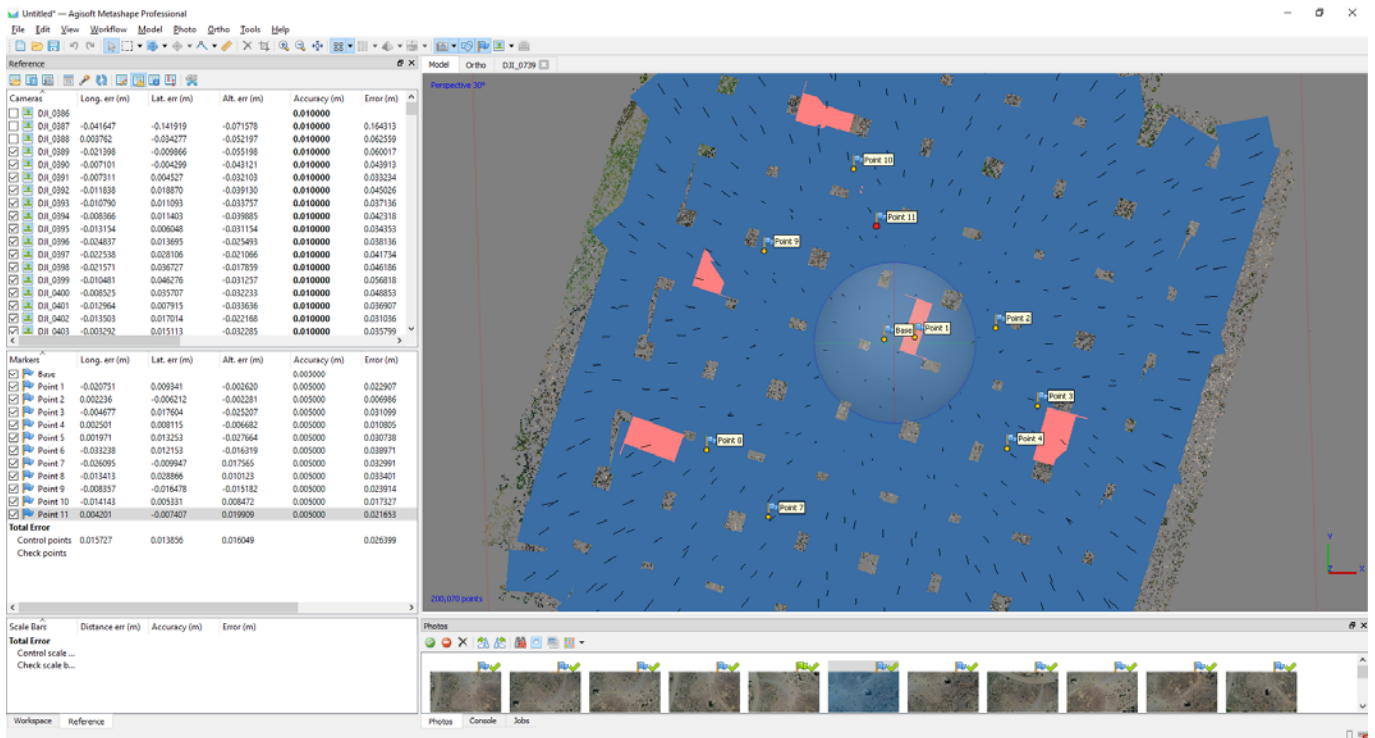 Untitled* — Agisoft Metashape Professional
File Edit View Workflow Model Photo Ortho Tools Help
Reference
Cameras Long. err (m) Lat. err (m) Alt. err (m) Accuracy (m) Error (m)
DJI_0386 0.010000
DJI_0387 -0.041647 -0.141919 -0.071578 0.010000 0.164313
DJI_0388 0.003762 -0.034277 -0.052197 0.010000 0.062559
DJI_0389 -0.021398 -0.009866 -0.055198 0.010000 0.060017
DJI_0390 -0.007101 -0.004299 -0.043121 0.010000 0.043913
DJI_0391 -0.007311 0.004527 -0.032103 0.010000 0.033234
DJI_0392 -0.011838 0.018870 -0.039130 0.010000 0.045026
DJI_0393 -0.010790 0.011093 -0.033757 0.010000 0.037136
DJI_0394 -0.008366 0.011403 -0.039885 0.010000 0.042318
DJI_0395 -0.013154 0.006048 -0.031154 0.010000 0.034353
DJI_0396 -0.024837 0.013695 -0.025493 0.010000 0.038136
DJI_0397 -0.022538 0.028106 -0.021066 0.010000 0.041734
DJI_0398 -0.021571 0.036727 -0.017859 0.010000 0.046186
DJI_0399 -0.010481 0.046276 -0.031257 0.010000 0.056818
DJI_0400 -0.008525 0.035707 -0.032233 0.010000 0.048853
DJI_0401 -0.012964 0.007915 -0.033636 0.010000 0.036907
DJI_0402 -0.013503 0.017014 -0.022168 0.010000 0.031036
DJI_0403 -0.003292 0.015113 -0.032285 0.010000 0.035799
Markers Long. err (m) Lat. err (m) Alt. err (m) Accuracy (m) Error (m)
Base 0.005000
Point 1 -0.020751 0.009341 -0.002620 0.005000 0.022907
Point 2 0.002236 -0.006212 -0.002281 0.005000 0.006986
Point 3 -0.004677 0.017604 -0.025207 0.005000 0.031099
Point 4 0.002501 0.008115 -0.006682 0.005000 0.010805
Point 5 0.001971 0.013253 -0.027664 0.005000 0.030738
Point 6 -0.033238 0.012153 -0.016319 0.005000 0.038971
Point 7 -0.026095 -0.009947 0.017565 0.005000 0.032991
Point 8 -0.013413 0.028866 0.010123 0.005000 0.033401
Point 9 -0.008357 -0.016478 -0.015182 0.005000 0.023914
Point 10 -0.014143 0.005331 0.008472 0.005000 0.017327
Point 11 0.004201 -0.007407 0.019909 0.005000 0.021653
Total Error
Control points 0.015727 0.013856 0.016049 0.026399
Check points
Scale Bars Distance err (m) Accuracy (m) Error (m)
Total Error
Control scale ...
Check scale b...
Workspace Reference
Model Ortho DJI_0739
Perspective 30°
Point 10
Point 11
Point 9
Point 2
Base Point 1
Point 3
Point 4
Point 8
Point 7
Y
Z X
200,070 points
Photos
Photos Console Jobs